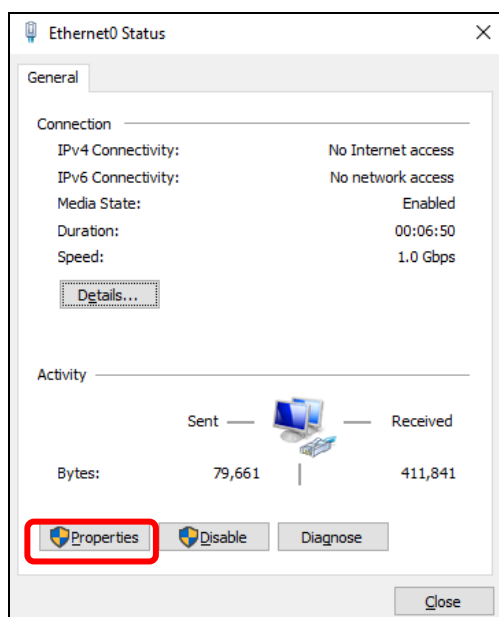 Ethernet0 Status
General
Connection
IPv4 Connectivity: No Internet access
IPv6 Connectivity: No network access
Media State: Enabled
Duration: 00:06:50
Speed: 1.0 Gbps
Details...
Activity
Sent Received
Bytes: 79,661 411,841
Properties Disable Diagnose
Close